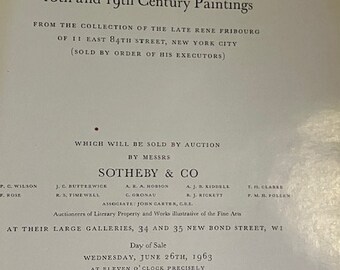 18th and 19th Century Paintings
FROM THE COLLECTION OF THE LATE RENE FRIBOURG
OF 11 EAST 84TH STREET, NEW YORK CITY
(SOLD BY ORDER OF HIS EXECUTORS)
WHICH WILL BE SOLD BY AUCTION
BY MESSRS
SOTHEBY & CO
P. C. WILSON J. C. BUTTERWICK A. R. A. HOBSON A. J. B. KIDDELL T. H. CLARKE
F. ROSE R. S. TIMEWELL C. GRONAU R. J. RICKETT P. M. H. POLLEN
ASSOCIATE: JOHN CARTER, C.B.E.
Auctioneers of Literary Property and Works illustrative of the Fine Arts
AT THEIR LARGE GALLERIES, 34 AND 35 NEW BOND STREET, W1
Day of Sale
WEDNESDAY, JUNE 26TH, 1963
AT ELEVEN O'CLOCK PRECISELY